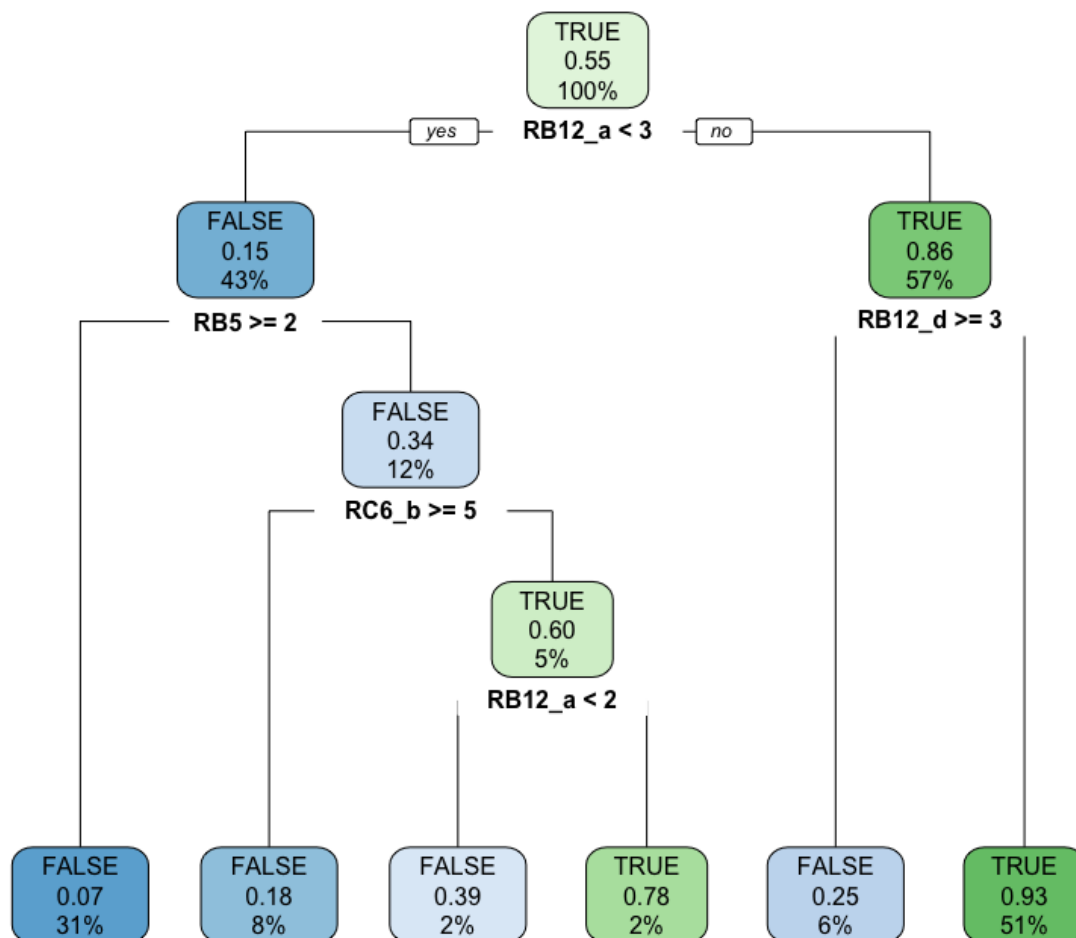 TRUE
0.55
100%
yes
RB12_a < 3
no
FALSE
0.15
43%
RB5 >= 2
TRUE
0.86
57%
RB12_d >= 3
FALSE
0.34
12%
RC6_b >= 5
TRUE
0.60
5%
RB12_a < 2
FALSE
0.07
31%
FALSE
0.18
8%
FALSE
0.39
2%
TRUE
0.78
2%
FALSE
0.25
6%
TRUE
0.93
51%